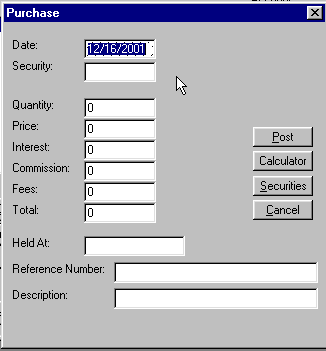 Purchase
Date: 12/16/2001
Security:
Quantity: 0
Price: 0
Interest: 0
Commission: 0
Fees: 0
Total: 0
Post
Calculator
Securities
Cancel
Held At:
Reference Number:
Description: